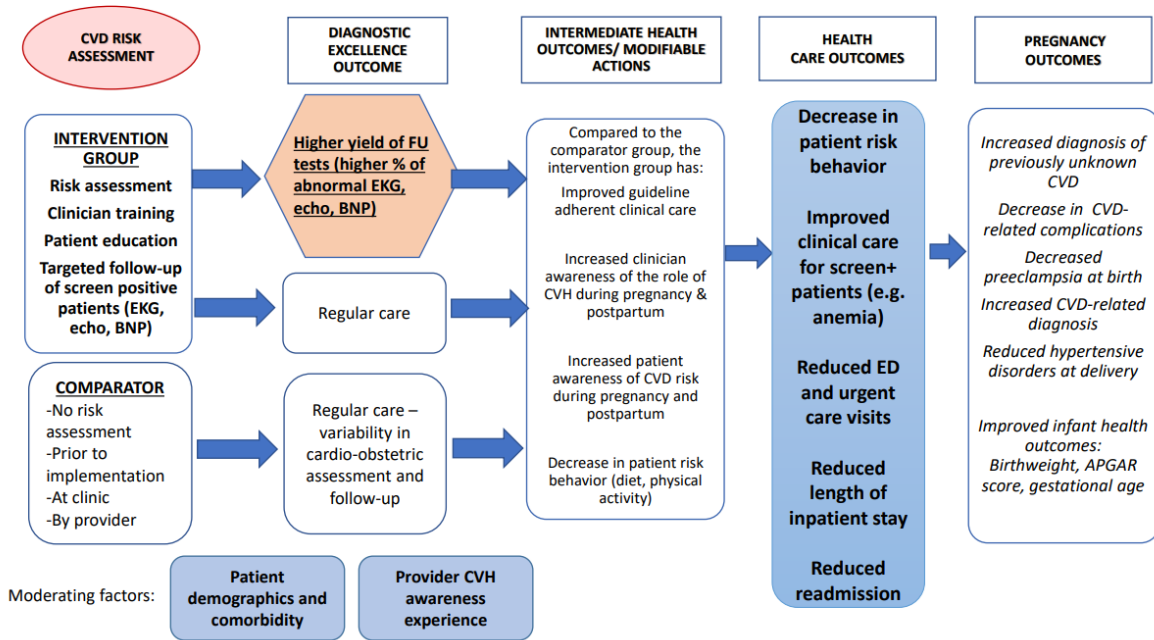 CVD RISK
ASSESSMENT
DIAGNOSTIC
EXCELLENCE
OUTCOME
INTERMEDIATE HEALTH
OUTCOMES/ MODIFIABLE
ACTIONS
HEALTH
CARE OUTCOMES
PREGNANCY
OUTCOMES
INTERVENTION
GROUP
Risk assessment
Clinician training
Patient education
Targeted follow-up
of screen positive
patients (EKG,
echo, BNP)
Higher yield of FU
tests (higher % of
abnormal EKG,
echo, BNP)
Regular care
COMPARATOR
-No risk
assessment
-Prior to
implementation
-At clinic
-By provider
Regular care –
variability in
cardio-obstetric
assessment and
follow-up
Compared to the
comparator group, the
intervention group has:
Improved guideline
adherent clinical care
Increased clinician
awareness of the role of
CVH during pregnancy &
postpartum
Increased patient
awareness of CVD risk
during pregnancy and
postpartum
Decrease in patient risk
behavior (diet, physical
activity)
Decrease in
patient risk
behavior
Improved
clinical care
for screen+
patients (e.g.
anemia)
Reduced ED
and urgent
care visits
Reduced
length of
inpatient stay
Reduced
readmission
Increased diagnosis of
previously unknown
CVD
Decrease in CVD-
related complications
Decreased
preeclampsia at birth
Increased CVD-related
diagnosis
Reduced hypertensive
disorders at delivery
Improved infant health
outcomes:
Birthweight, APGAR
score, gestational age
Moderating factors:
Patient
demographics and
comorbidity
Provider CVH
awareness
experience